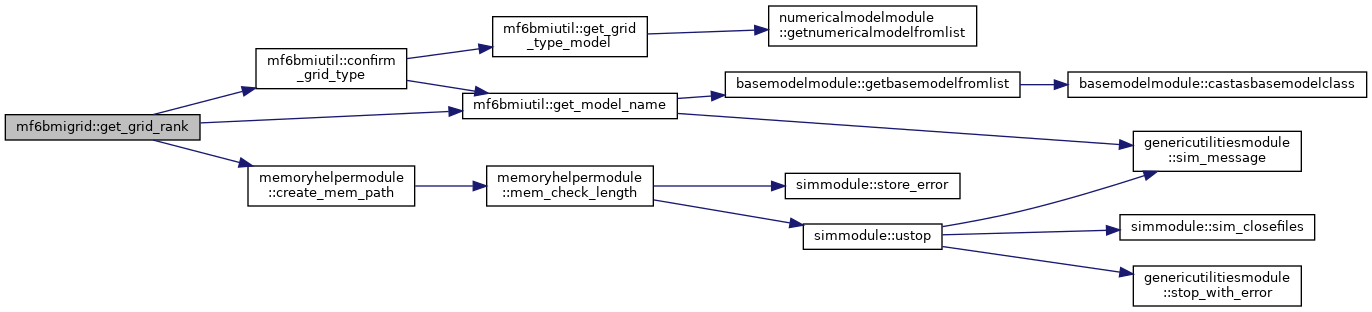 mf6bmigrid::get_grid_rank
mf6bmiutil::confirm
_grid_type
mf6bmiutil::get_grid
_type_model
numericalmodelmodule
::getnumericalmodelfromlist
mf6bmiutil::get_model_name
basemodelmodule::getbasemodelfromlist
basemodelmodule::castasbasemodelclass
genericutilitiesmodule
::sim_message
memoryhelpermodule
::create_mem_path
memoryhelpermodule
::mem_check_length
simmodule::store_error
simmodule::ustop
simmodule::sim_closefiles
genericutilitiesmodule
::stop_with_error